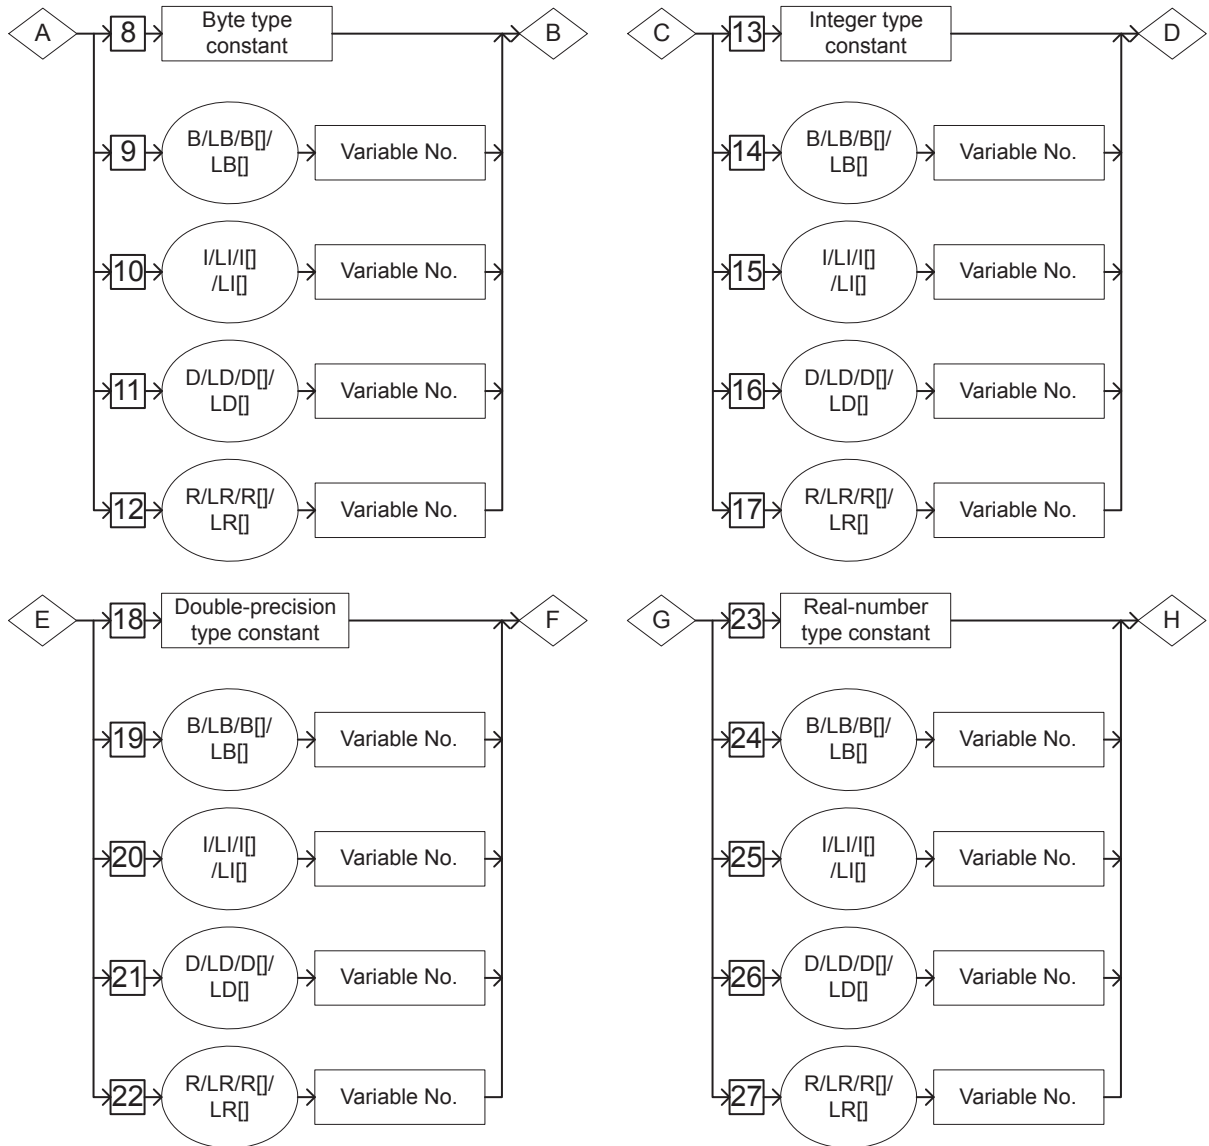 A
8
Byte type
constant
B
9
B/LB/B[]/
LB[]
Variable No.
10
I/LI/I[]
/LI[]
Variable No.
11
D/LD/D[]/
LD[]
Variable No.
12
R/LR/R[]/
LR[]
Variable No.
C
13
Integer type
constant
D
14
B/LB/B[]/
LB[]
Variable No.
15
I/LI/I[]
/LI[]
Variable No.
16
D/LD/D[]/
LD[]
Variable No.
17
R/LR/R[]/
LR[]
Variable No.
E
18
Double-precision
type constant
F
19
B/LB/B[]/
LB[]
Variable No.
20
I/LI/I[]
/LI[]
Variable No.
21
D/LD/D[]/
LD[]
Variable No.
22
R/LR/R[]/
LR[]
Variable No.
G
23
Real-number
type constant
H
24
B/LB/B[]/
LB[]
Variable No.
25
I/LI/I[]
/LI[]
Variable No.
26
D/LD/D[]/
LD[]
Variable No.
27
R/LR/R[]/
LR[]
Variable No.